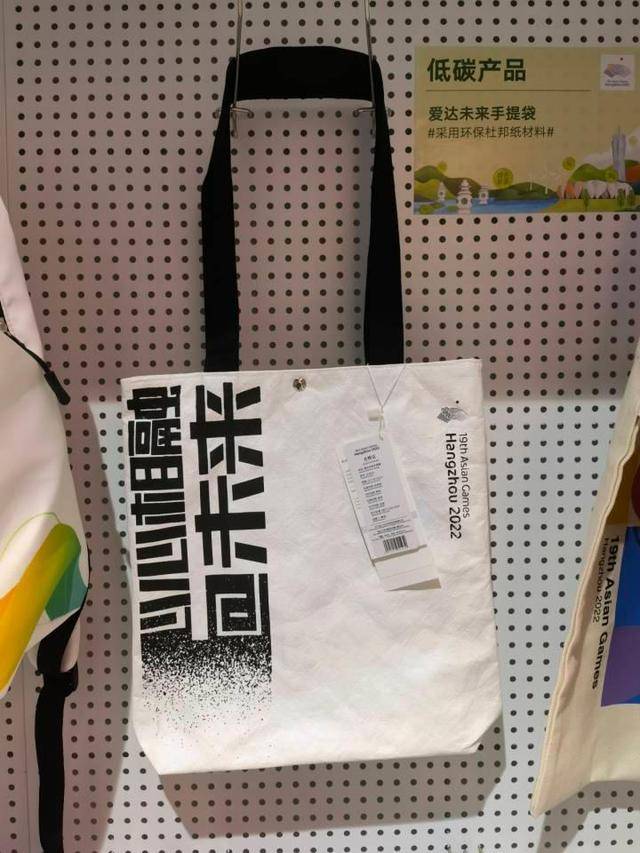 低碳产品
爱达未来手提袋
#采用环保杜邦纸材料#
心心相融
@未来
19th Asian Games
Hangzhou 2022
19th Asian Games
Hangzhou 2022